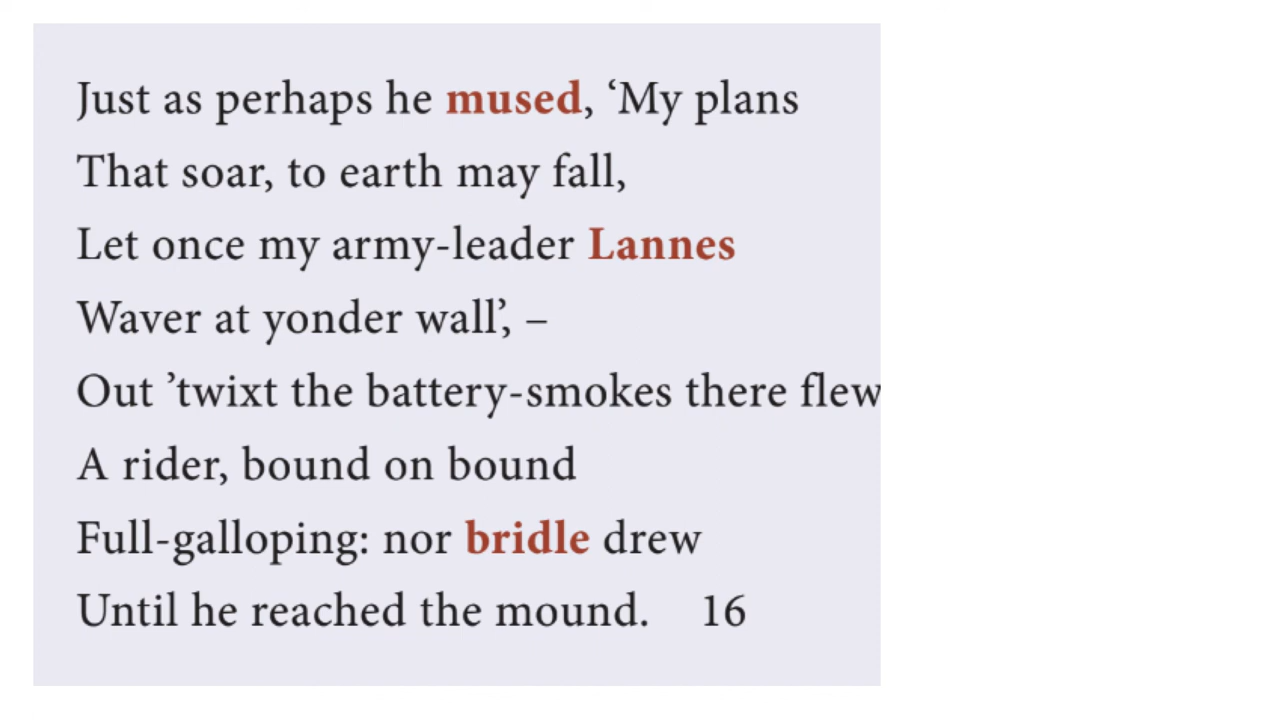 Just as perhaps he mused, ‘My plans
That soar, to earth may fall,
Let once my army-leader Lannes
Waver at yonder wall’, –
Out ’twixt the battery-smokes there flew
A rider, bound on bound
Full-galloping: nor bridle drew
Until he reached the mound. 16